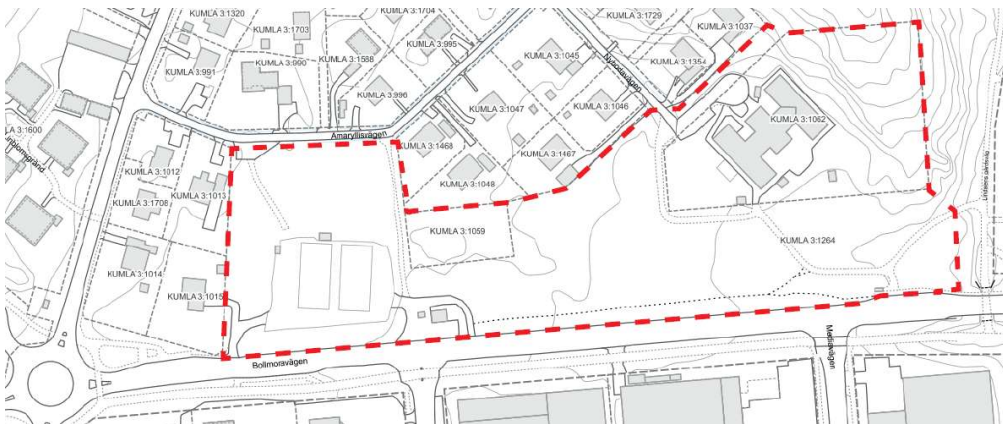 KUMLA 3:1320
KUMLA 3:1703
KUMLA 3:1704
KUMLA 3:1729
KUMLA 3:1037
KUMLA 3:995
KUMLA 3:1045
KUMLA 3:991
KUMLA 3:990
KUMLA 3:1558
KUMLA 3:1354
KUMLA 3:996
KUMLA 3:1047
KUMLA 3:1046
KUMLA 3:1062
LA 3:1600
Amaryllisvägen
KUMLA 3:1468
KUMLA 3:1467
KUMLA 3:1012
KUMLA 3:1048
KUMLA 3:1013
KUMLA 3:1708
KUMLA 3:1059
KUMLA 3:1264
KUMLA 3:1014
KUMLA 3:1015
Bollmoravägen
Mediavägen